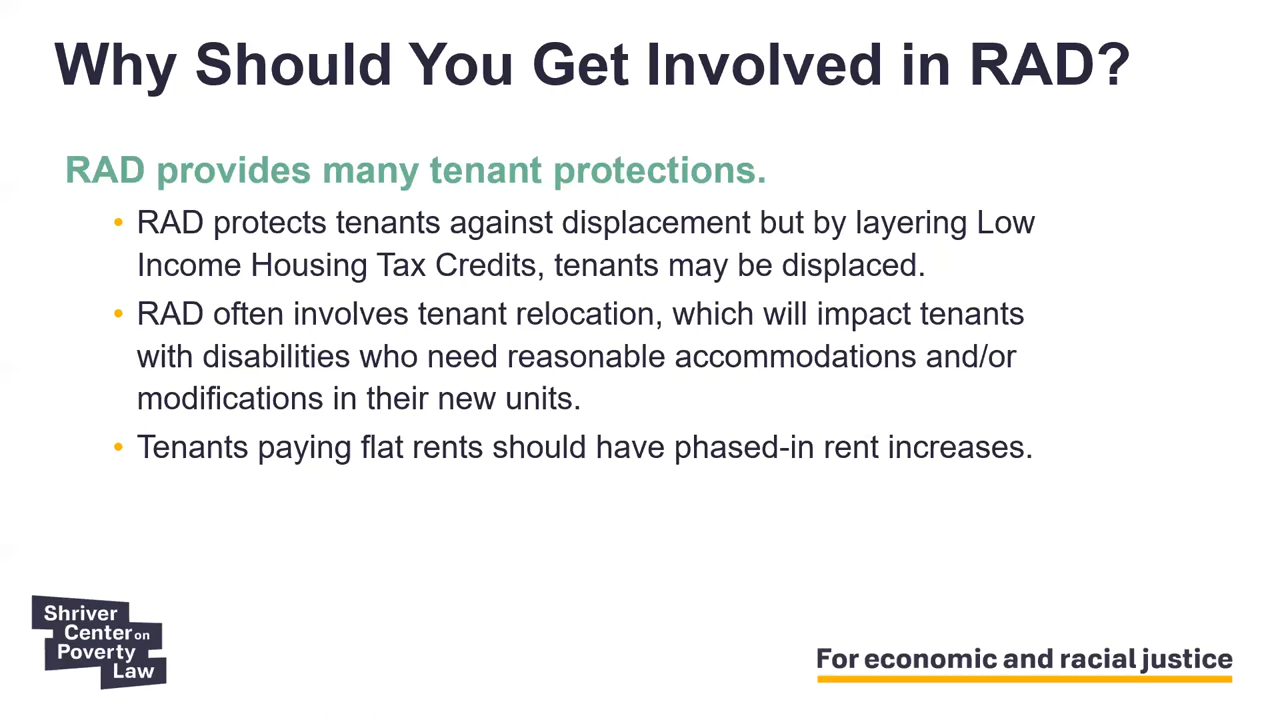 Why Should You Get Involved in RAD?
RAD provides many tenant protections.
• RAD protects tenants against displacement but by layering Low
Income Housing Tax Credits, tenants may be displaced.
• RAD often involves tenant relocation, which will impact tenants
with disabilities who need reasonable accommodations and/or
modifications in their new units.
• Tenants paying flat rents should have phased-in rent increases.
Shriver
Center on
Poverty
Law
For economic and racial justice